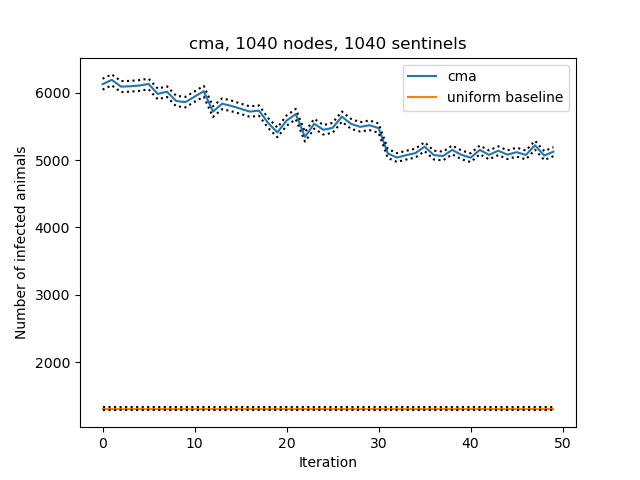 cma, 1040 nodes, 1040 sentinels
cma
uniform baseline
Number of infected animals
6000
5000
4000
3000
2000
0
10
20
30
40
50
Iteration